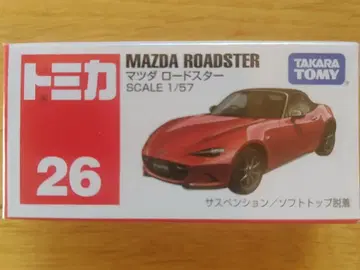 トミカ
26
MAZDA ROADSTER
マツダ ロードスター
SCALE 1/57
TAKARA
TOMY
サスペンション／ソフトトップ脱着